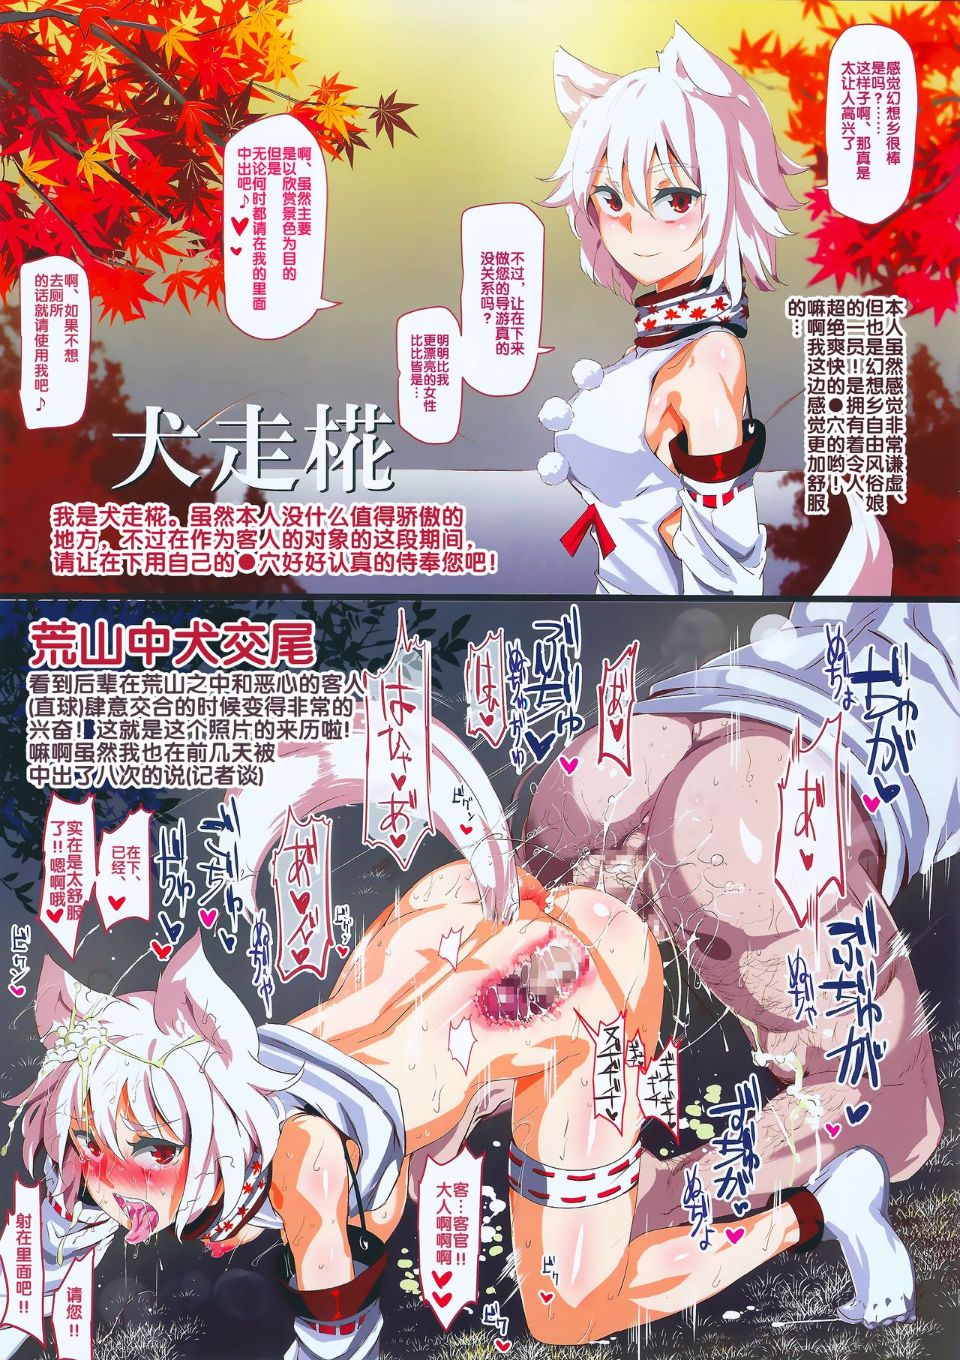 感觉幻想乡很棒
是吗?……
这样子啊、那真是
太让人高兴了
不过，让在下来
做您的导游真的
没关系吗?
明明比我
更漂亮的女性
比比皆是…
啊、虽然主要
是以欣赏景色为目的
但是
无论何时都请在我的里面
中出吧♪
啊、如果不想
去厕所
的话就请使用我吧♪
本人虽然感觉非常谦虚、
但也是幻想乡自由风俗娘
的一员!是拥有着令人
超绝爽快的●穴的哟!
嘛啊我这边感觉更加舒服
的…
犬走椛
我是犬走椛。虽然本人没什么值得骄傲的
地方，不过在作为客人的对象的这段期间，
请让在下用自己的●穴好好认真的侍奉您吧!
荒山中犬交尾
看到后辈在荒山之中和恶心的客人
(直球)肆意交合的时候变得非常的
兴奋!这就是这个照片的来历啦!
嘛啊虽然我也在前几天被
中出了八次的说(记者谈)
在下、
已经、
实在是太舒服
了!!嗯啊哦
客…客官!!
大人啊啊啊
请您!!
射在里面吧!!